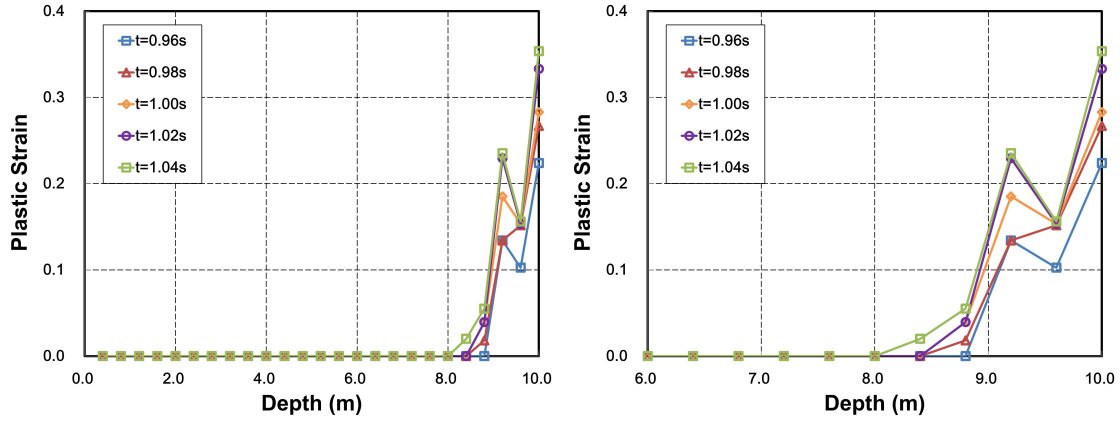 0.4
0.3
0.2
0.1
0.0
Plastic Strain
t=0.96s
t=0.98s
t=1.00s
t=1.02s
t=1.04s
0.0 2.0 4.0 6.0 8.0 10.0
Depth (m)
0.4
0.3
0.2
0.1
0.0
Plastic Strain
t=0.96s
t=0.98s
t=1.00s
t=1.02s
t=1.04s
6.0 7.0 8.0 9.0 10.0
Depth (m)